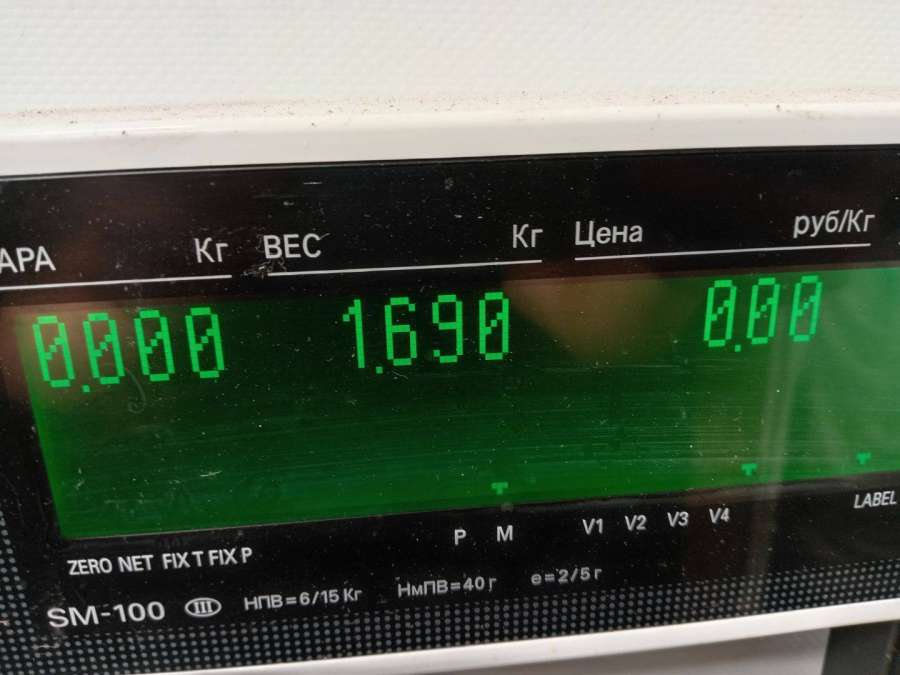 АРА Кг ВЕС Кг Цена руб/Кг
0.000 1.690 0.00
P M V1 V2 V3 V4 LABEL
ZERO NET FIX T FIX P
SM-100 III НПВ=6/15 Кг НмПВ=40 г e=2/5 г